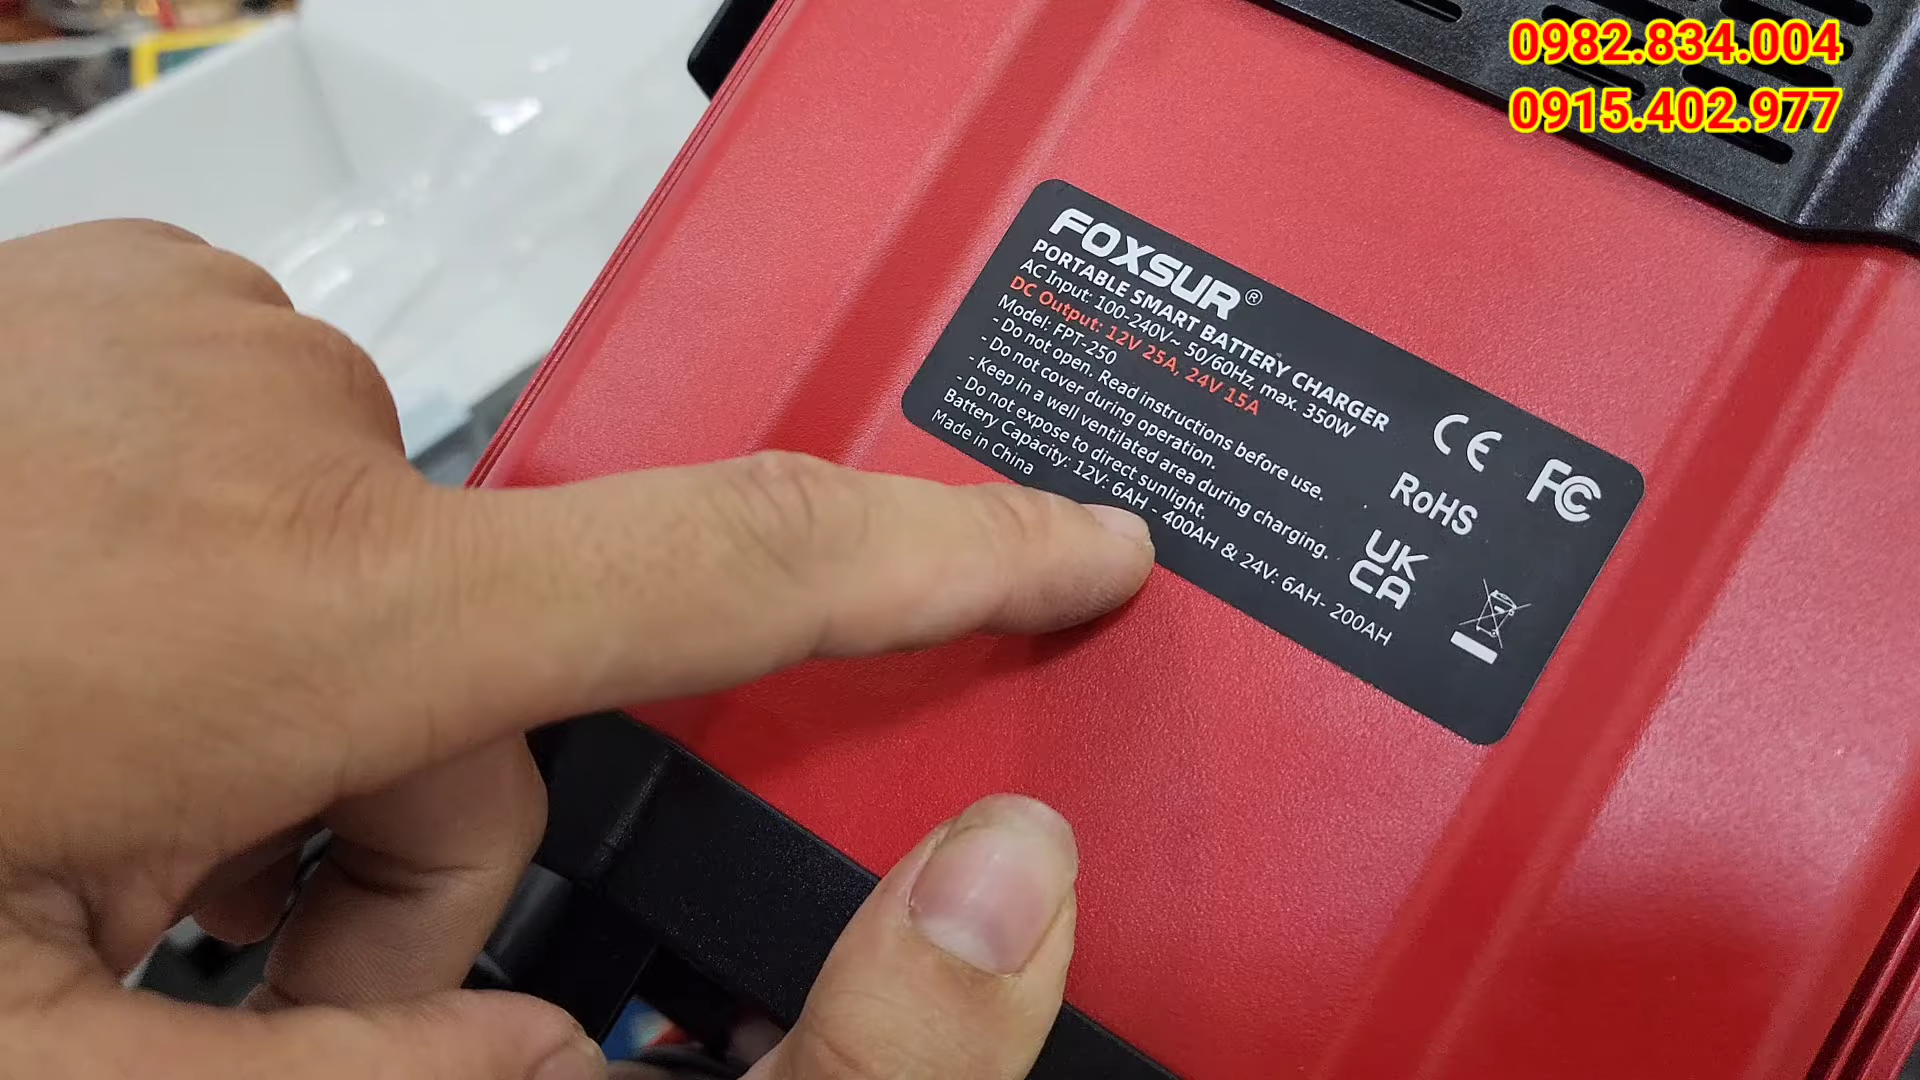 0982.834.004
0915.402.977
FOXSUR®
PORTABLE SMART BATTERY CHARGER
AC Input: 100-240V~ 50/60Hz, max. 350W
DC Output: 12V 25A, 24V 15A
Model: FPT-250
- Do not open. Read instructions before use.
- Do not cover during operation.
- Keep in a well ventilated area during charging.
- Do not expose to direct sunlight.
Battery Capacity: 12V: 6AH - 400AH & 24V: 6AH- 200AH
Made in China
CE
FC
RoHS
UK
CA